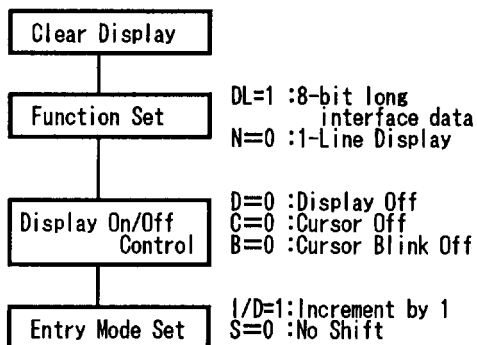 Clear Display
Function Set
DL=1 :8-bit long
interface data
N=0 :1-Line Display
Display On/Off
Control
D=0 :Display Off
C=0 :Cursor Off
B=0 :Cursor Blink Off
Entry Mode Set
I/D=1:Increment by 1
S=0 :No Shift